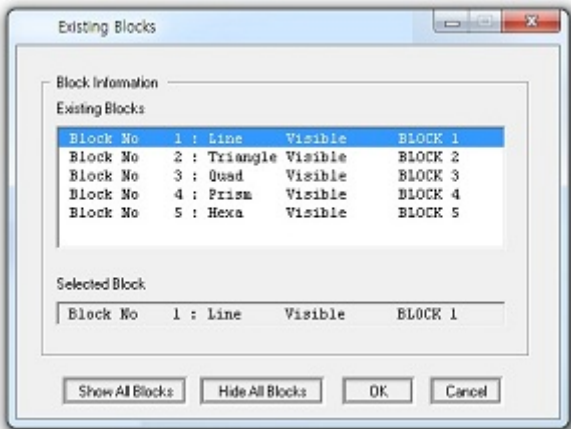 Existing Blocks
Block Information
Existing Blocks
Block No 1 : Line Visible BLOCK 1
Block No 2 : Triangle Visible BLOCK 2
Block No 3 : Quad Visible BLOCK 3
Block No 4 : Prism Visible BLOCK 4
Block No 5 : Hexa Visible BLOCK 5
Selected Block
Block No 1 : Line Visible BLOCK 1
Show All Blocks Hide All Blocks OK Cancel